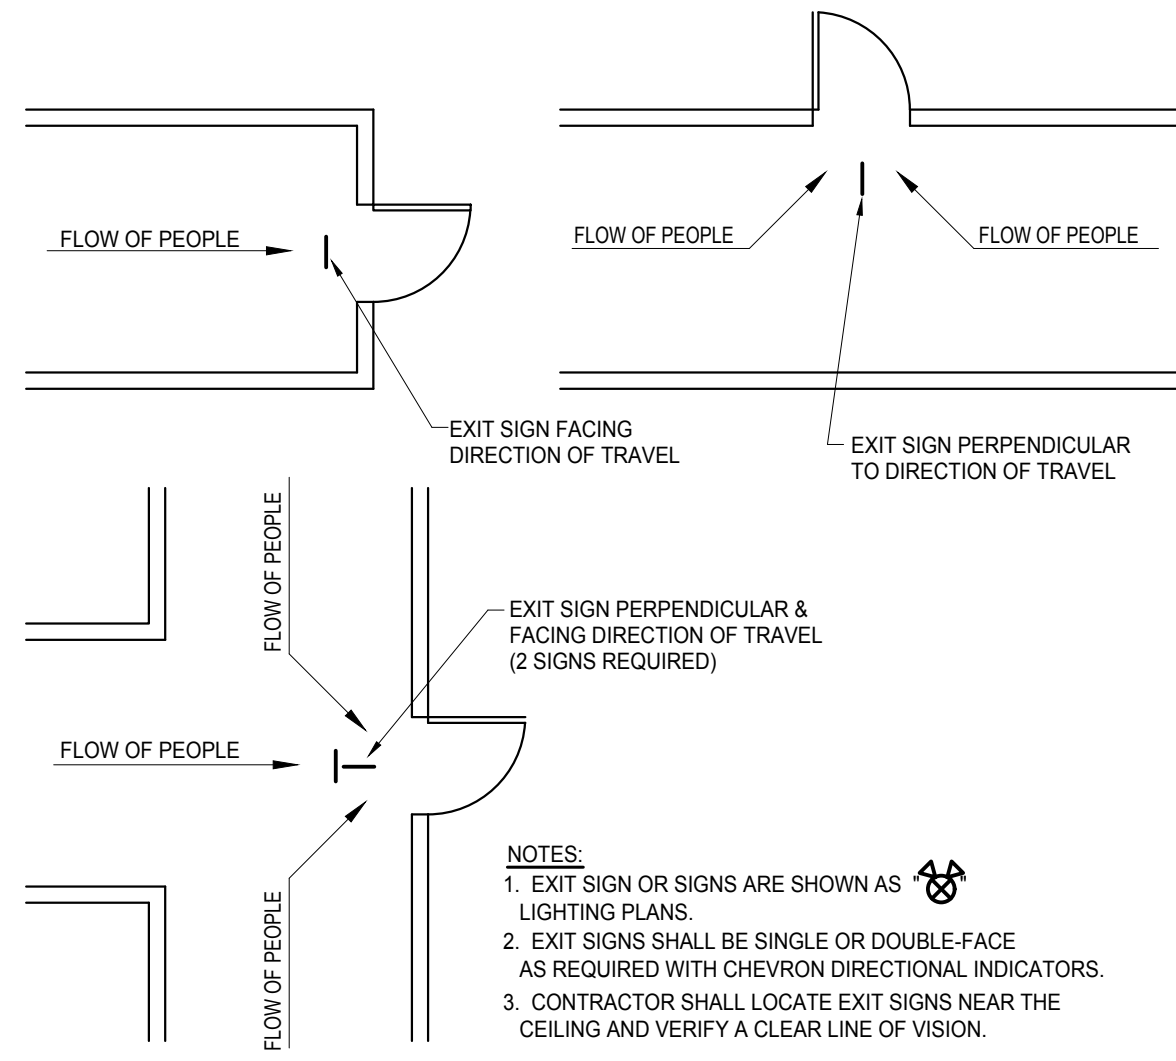 FLOW OF PEOPLE
FLOW OF PEOPLE
FLOW OF PEOPLE
EXIT SIGN FACING
DIRECTION OF TRAVEL
EXIT SIGN PERPENDICULAR
TO DIRECTION OF TRAVEL
FLOW OF PEOPLE
EXIT SIGN PERPENDICULAR &
FACING DIRECTION OF TRAVEL
(2 SIGNS REQUIRED)
FLOW OF PEOPLE
FLOW OF PEOPLE
NOTES:
1. EXIT SIGN OR SIGNS ARE SHOWN AS " "
LIGHTING PLANS.
2. EXIT SIGNS SHALL BE SINGLE OR DOUBLE-FACE
AS REQUIRED WITH CHEVRON DIRECTIONAL INDICATORS.
3. CONTRACTOR SHALL LOCATE EXIT SIGNS NEAR THE
CEILING AND VERIFY A CLEAR LINE OF VISION.